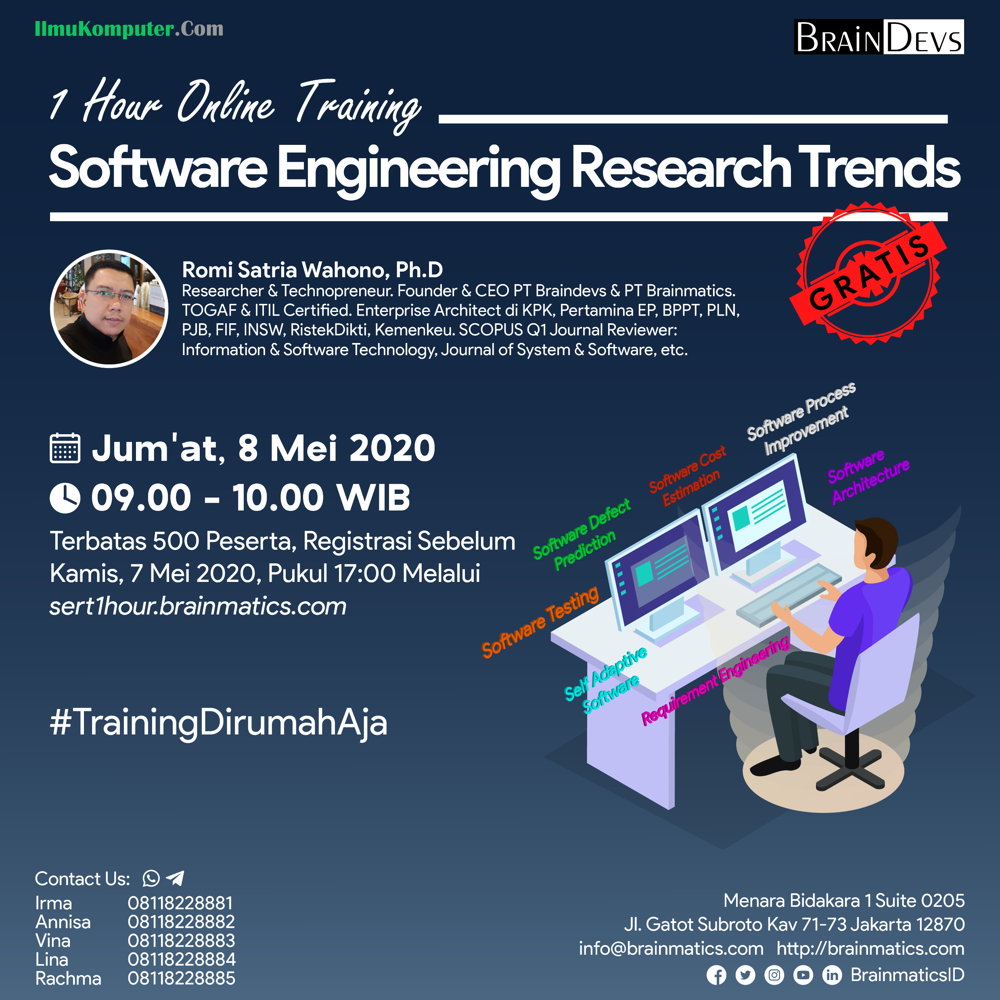 IlmuKomputer.Com
BRAINDEVS
1 Hour Online Training
Software Engineering Research Trends
GRATIS
Romi Satria Wahono, Ph.D
Researcher & Technopreneur. Founder & CEO PT Braindevs & PT Brainmatics.
TOGAF & ITIL Certified. Enterprise Architect di KPK, Pertamina EP, BPPT, PLN,
PJB, FIF, INSW, RistekDikti, Kemenkeu. SCOPUS Q1 Journal Reviewer:
Information & Software Technology, Journal of System & Software, etc.
Jum'at, 8 Mei 2020
09.00 - 10.00 WIB
Terbatas 500 Peserta, Registrasi Sebelum
Kamis, 7 Mei 2020, Pukul 17:00 Melalui
sert1hour.brainmatics.com
#TrainingDirumahAja
Software Process
Improvement
Software Cost
Estimation
Software
Architecture
Software Defect
Prediction
Software Testing
Self Adaptive
Software
Requirement Engineering
Contact Us:
Irma 08118228881
Annisa 08118228882
Vina 08118228883
Lina 08118228884
Rachma 08118228885
Menara Bidakara 1 Suite 0205
Jl. Gatot Subroto Kav 71-73 Jakarta 12870
info@brainmatics.com http://brainmatics.com
BrainmaticsID